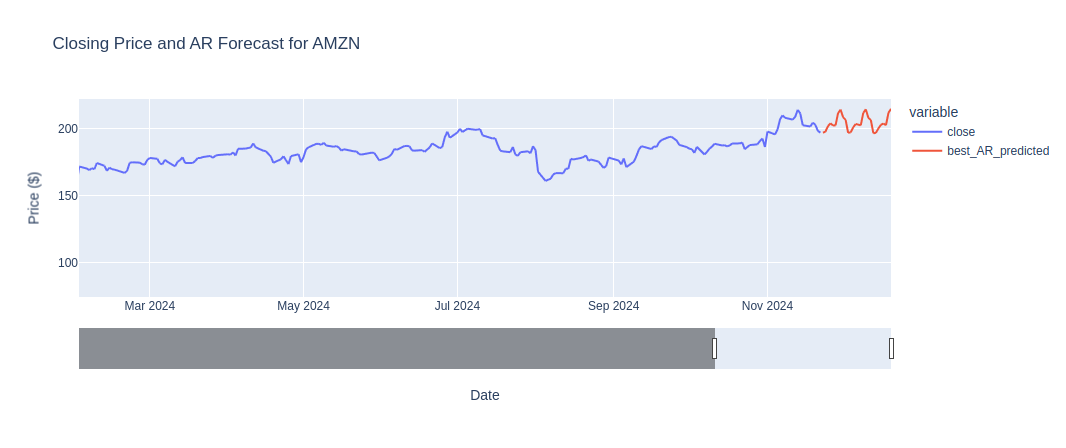 Closing Price and AR Forecast for AMZN
variable
close
best_AR_predicted
Price ($)
200
150
100
Mar 2024
May 2024
Jul 2024
Sep 2024
Nov 2024
Date